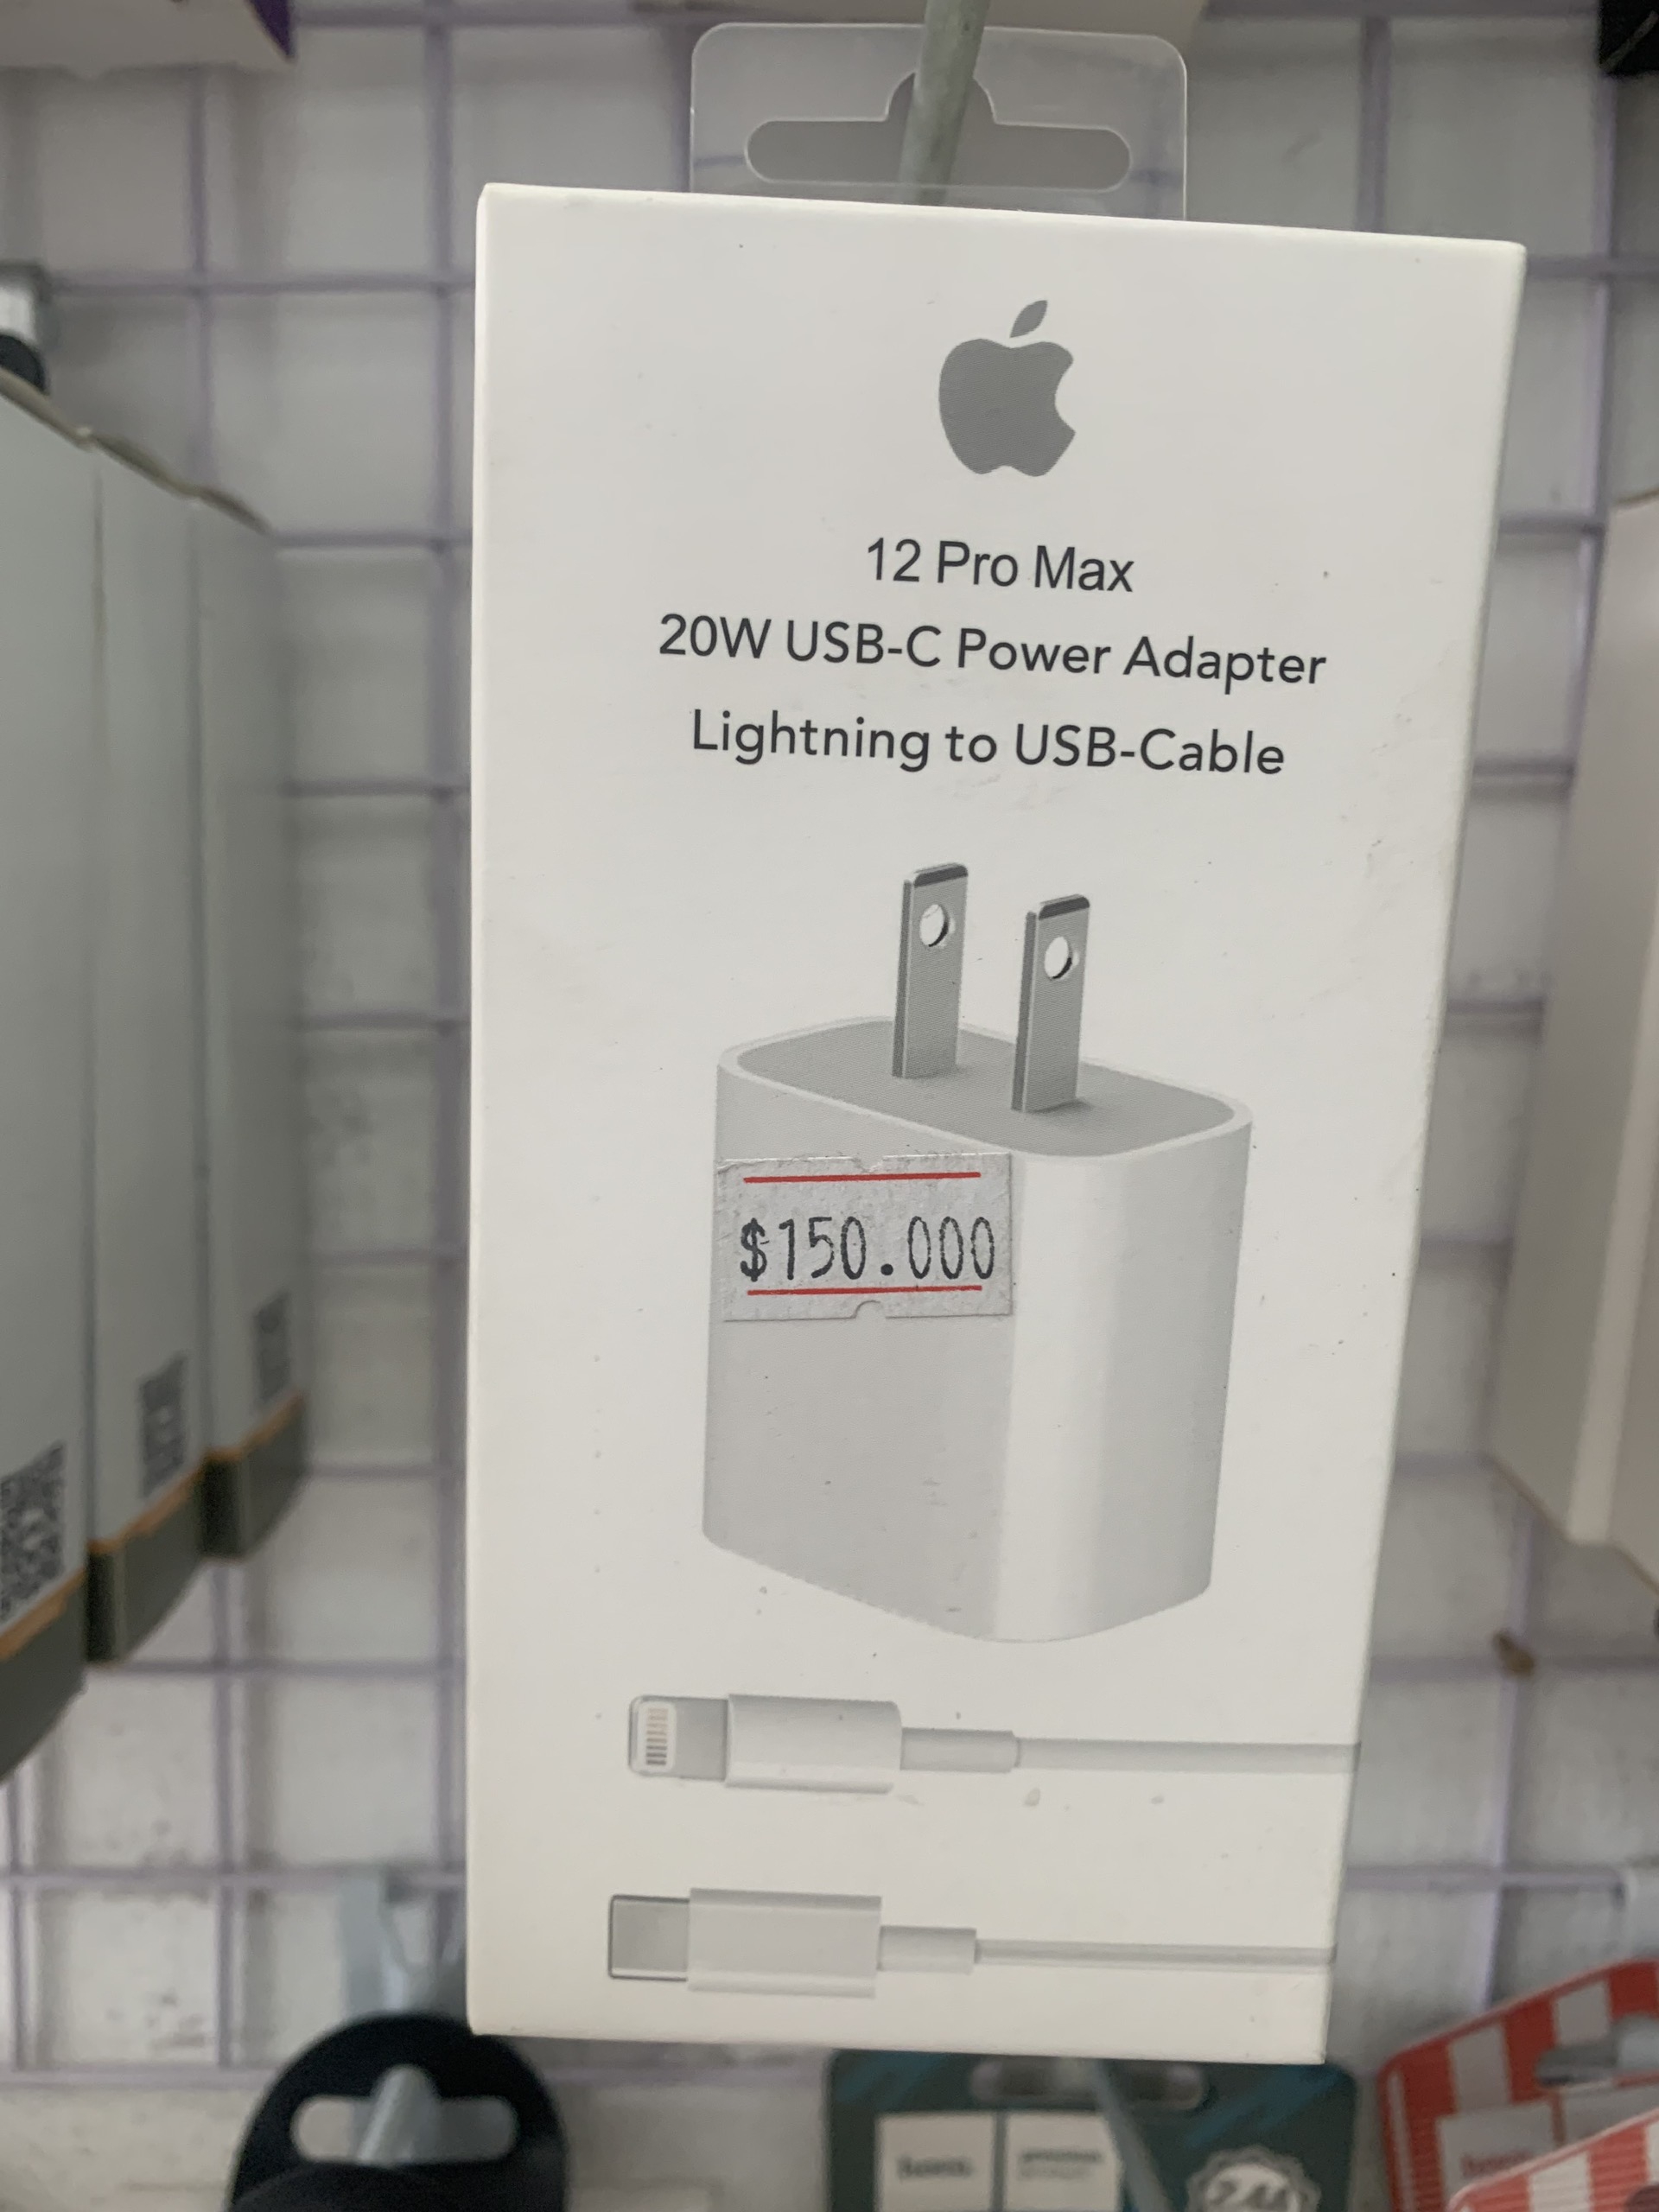 12 Pro Max
20W USB-C Power Adapter
Lightning to USB-Cable
$150.000